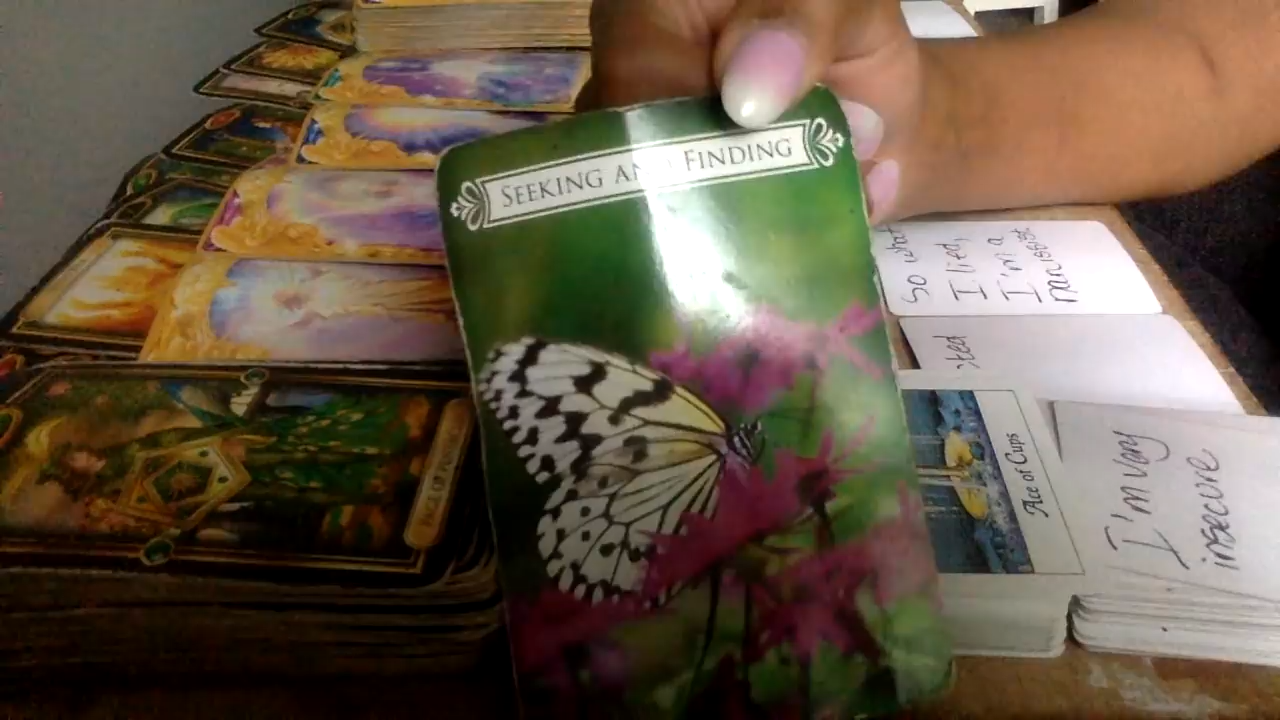 SEEKING AND FINDING
So what
I lied,
I'm a
narcissist
Ace of Cups
I'm very
insecure